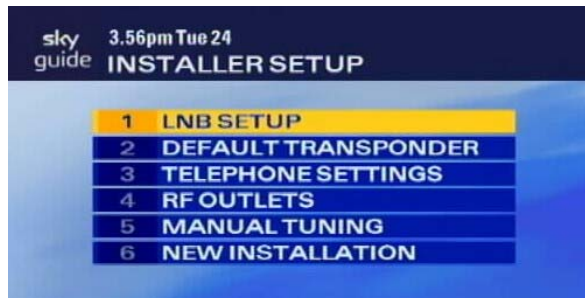 sky 3.56pm Tue 24
guide INSTALLER SETUP
1 LNB SETUP
2 DEFAULT TRANSPONDER
3 TELEPHONE SETTINGS
4 RF OUTLETS
5 MANUAL TUNING
6 NEW INSTALLATION